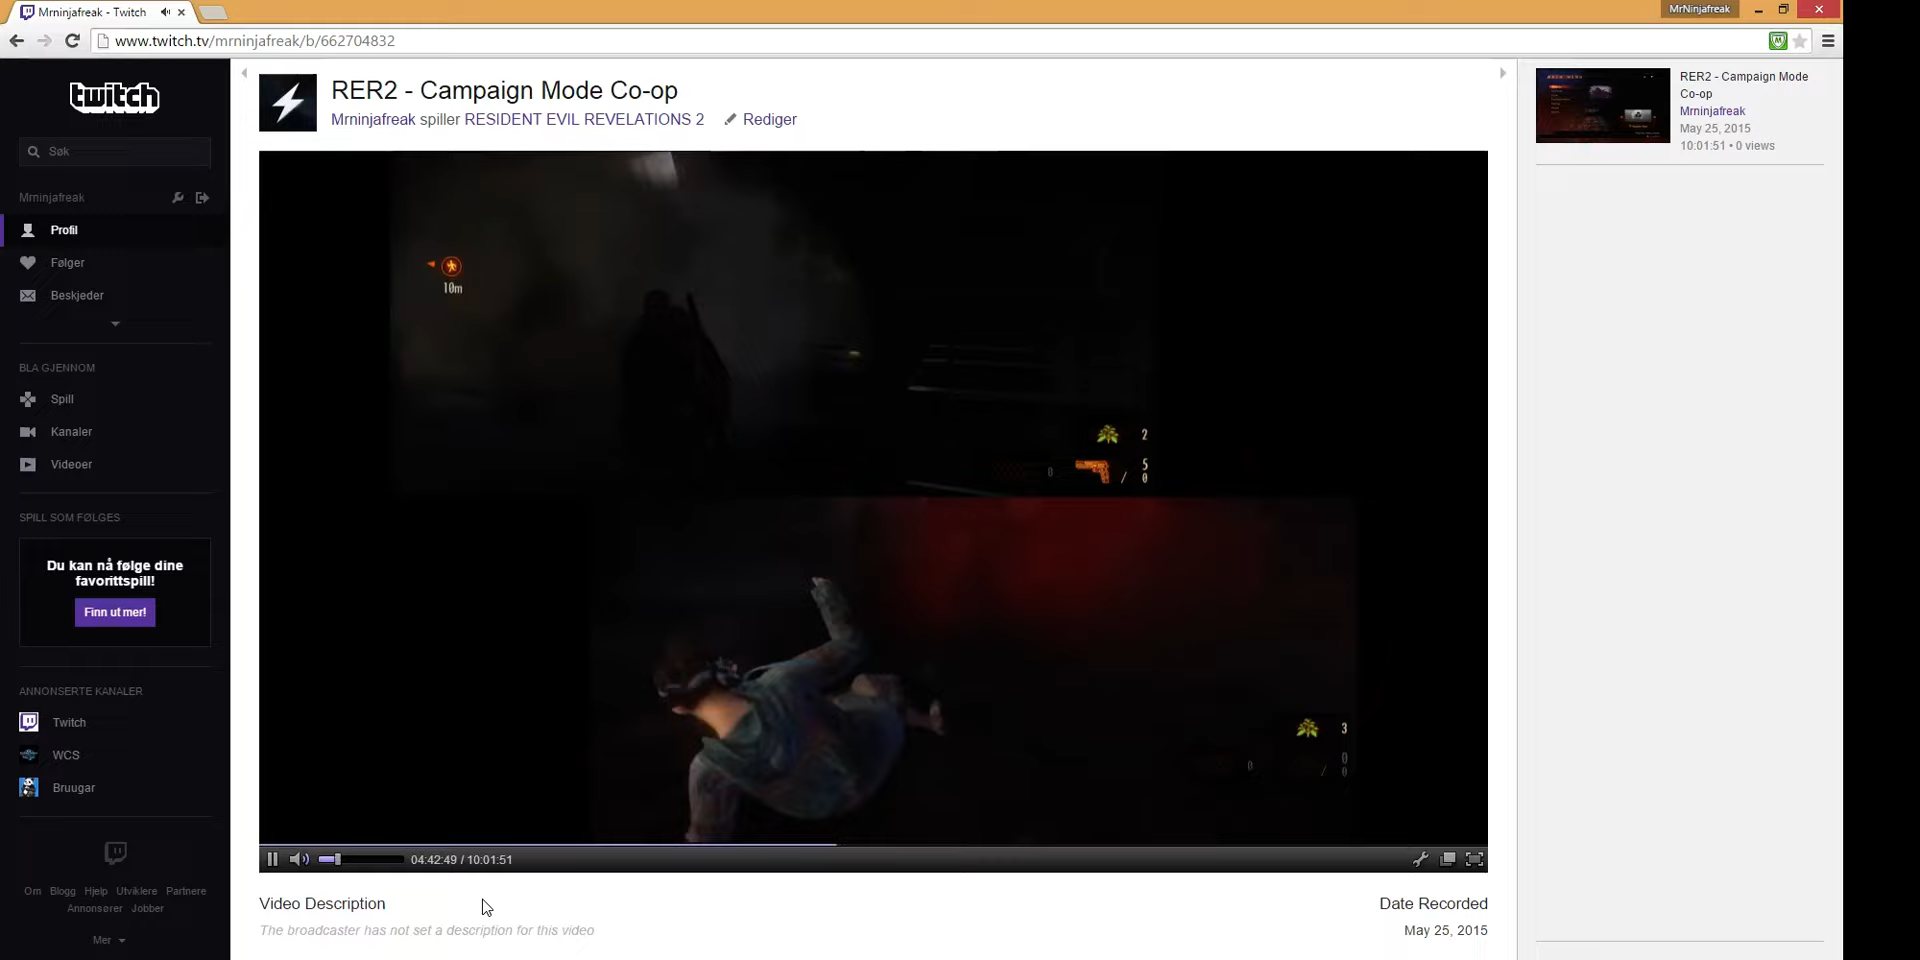 Mrninjafreak - Twitch
MrNinjafreak
www.twitch.tv/mrninjafreak/b/662704832
twitch
Søk
Mrninjafreak
Profil
Følger
Beskjeder
BLA GJENNOM
Spill
Kanaler
Videoer
SPILL SOM FØLGES
Du kan nå følge dine
favorittspill!
Finn ut mer!
ANNONSERTE KANALER
Twitch
WCS
Bruugar
Om Blogg Hjelp Utviklere Partnere
Annonsører Jobber
Mer
RER2 - Campaign Mode Co-op
Mrninjafreak spiller RESIDENT EVIL REVELATIONS 2 Rediger
10m
2
0 / 5
0
3
0 / 0
0
04:42:49 / 10:01:51
Video Description
Date Recorded
The broadcaster has not set a description for this video
May 25, 2015
RER2 - Campaign Mode
Co-op
Mrninjafreak
May 25, 2015
10:01:51 • 0 views